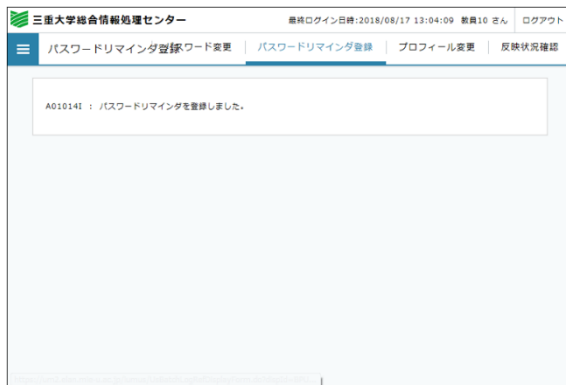 三重大学総合情報処理センター 最終ログイン日時:2018/08/17 13:04:09 教員10 さん ログアウト
パスワードリマインダ登録 スワード変更 パスワードリマインダ登録 プロフィール変更 反映状況確認
A01014I : パスワードリマインダを登録しました。